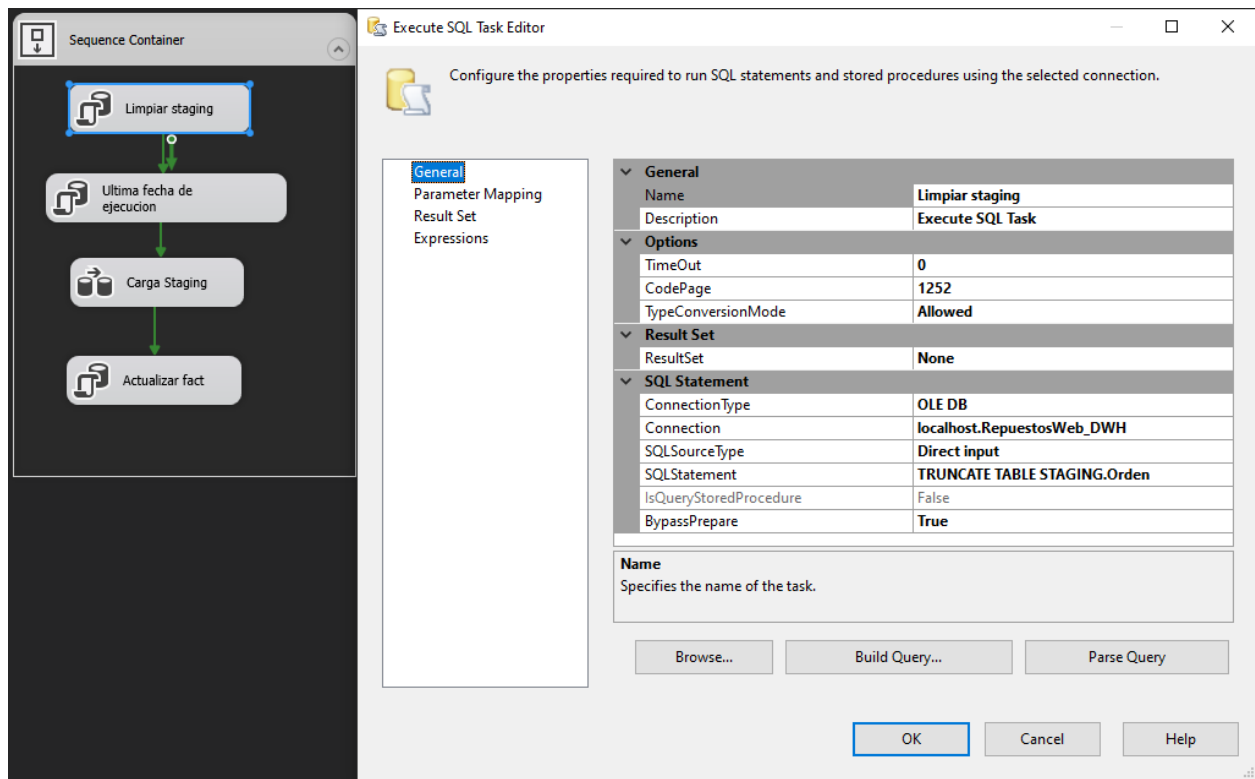 Sequence Container
Limpiar staging
Ultima fecha de
ejecucion
Carga Staging
Actualizar fact
Execute SQL Task Editor
Configure the properties required to run SQL statements and stored procedures using the selected connection.
General
Parameter Mapping
Result Set
Expressions
General
Name Limpiar staging
Description Execute SQL Task
Options
TimeOut 0
CodePage 1252
TypeConversionMode Allowed
Result Set
ResultSet None
SQL Statement
ConnectionType OLE DB
Connection localhost.RepuestosWeb_DWH
SQLSourceType Direct input
SQLStatement TRUNCATE TABLE STAGING.Orden
IsQueryStoredProcedure False
BypassPrepare True
Name
Specifies the name of the task.
Browse... Build Query... Parse Query
OK Cancel Help